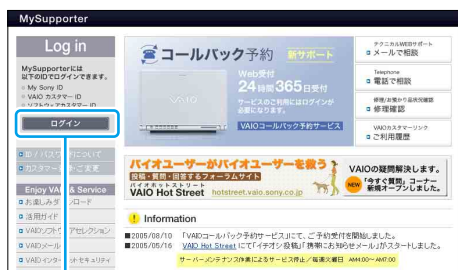 MySupporter
Log in
MySupporterには
以下のIDでログインできます。
My Sony ID
VAIO カスタマー ID
ソフトウェアカスタマー ID
ログイン
ID / パスワ ドについて
カスタマー ご変更
Enjoy VAI & Service
お楽しみダ ンロード
活用ガイド
VAIOソフト アセレクション
VAIOメール
VAIO インター トセキュリティ
コールバック予約 新サポート
Web受付
24時間365日受付
サービスのご利用にはログインが
必要になります。
VAIOコールバック予約サービス
VAIO
テクニカルWEBサポート
メールで相談
Telephone
電話で相談
修理/お預かり品状況確認
修理確認
VAIOカスタマーリンク
ご利用履歴
バイオユーザーがバイオユーザーを救う
投稿・質問・回答するフォーラムサイト
バイオホットストリート
VAIO Hot Street hotstreet.vaio.sony.co.jp
VAIOの疑問解決します。
NEW 「今すぐ質問」コーナー
新規オープンしました。
Information
■2005/08/10 「VAIOコールバック予約サービス」にて、ご予約受付を開始しました。
■2005/05/16 VAIO Hot Street にて「イチオシ投稿」「携帯にお知らせメール」がスタートしました。
サーバーメンテナンス作業によるサービス停止／毎週火曜日 AM4:00〜AM7:00